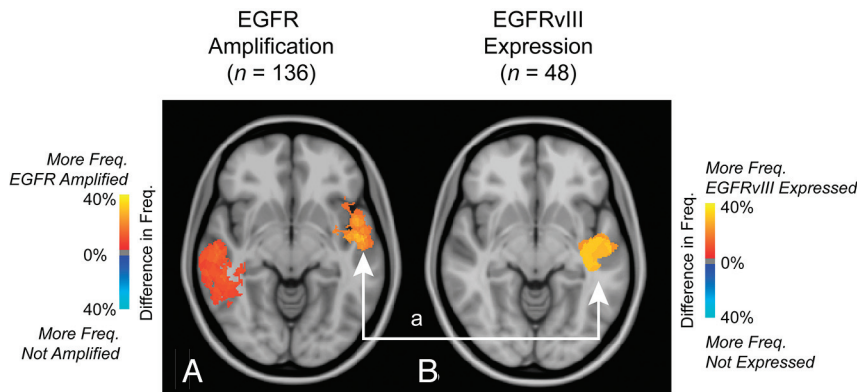 EGFR
Amplification
(n = 136)
EGFRvIII
Expression
(n = 48)
More Freq.
EGFR Amplified
40%
0%
40%
More Freq.
Not Amplified
Difference in Freq.
A
a
B
Difference in Freq.
More Freq.
EGFRvIII Expressed
40%
0%
40%
More Freq.
Not Expressed